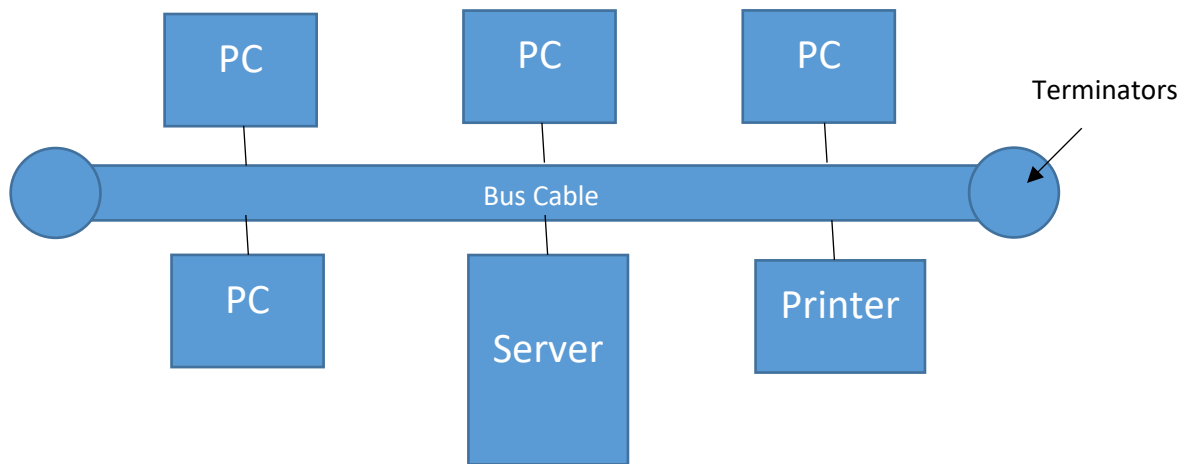 PC
PC
PC
Terminators
Bus Cable
PC
Server
Printer